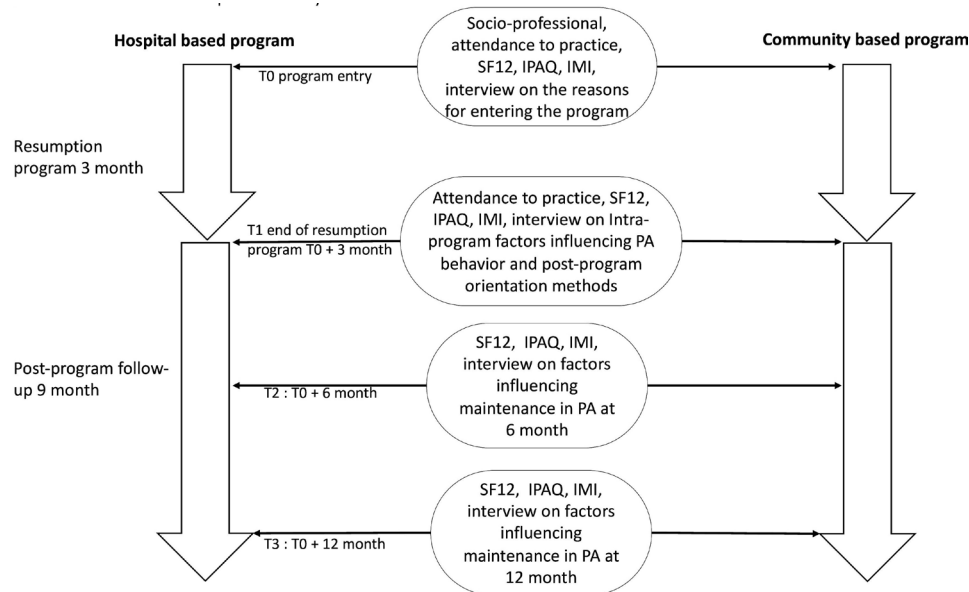 Hospital based program
Community based program
Socio-professional,
attendance to practice,
SF12, IPAQ, IMI,
interview on the reasons
for entering the program
T0 program entry
Resumption
program 3 month
Attendance to practice, SF12,
IPAQ, IMI, interview on Intra-
program factors influencing PA
behavior and post-program
orientation methods
T1 end of resumption
program T0 + 3 month
Post-program follow-
up 9 month
SF12,  IPAQ, IMI,
interview on factors
influencing
maintenance in PA at
6 month
T2 : T0 + 6 month
SF12,  IPAQ, IMI,
interview on factors
influencing
maintenance in PA at
12 month
T3 : T0 + 12 month